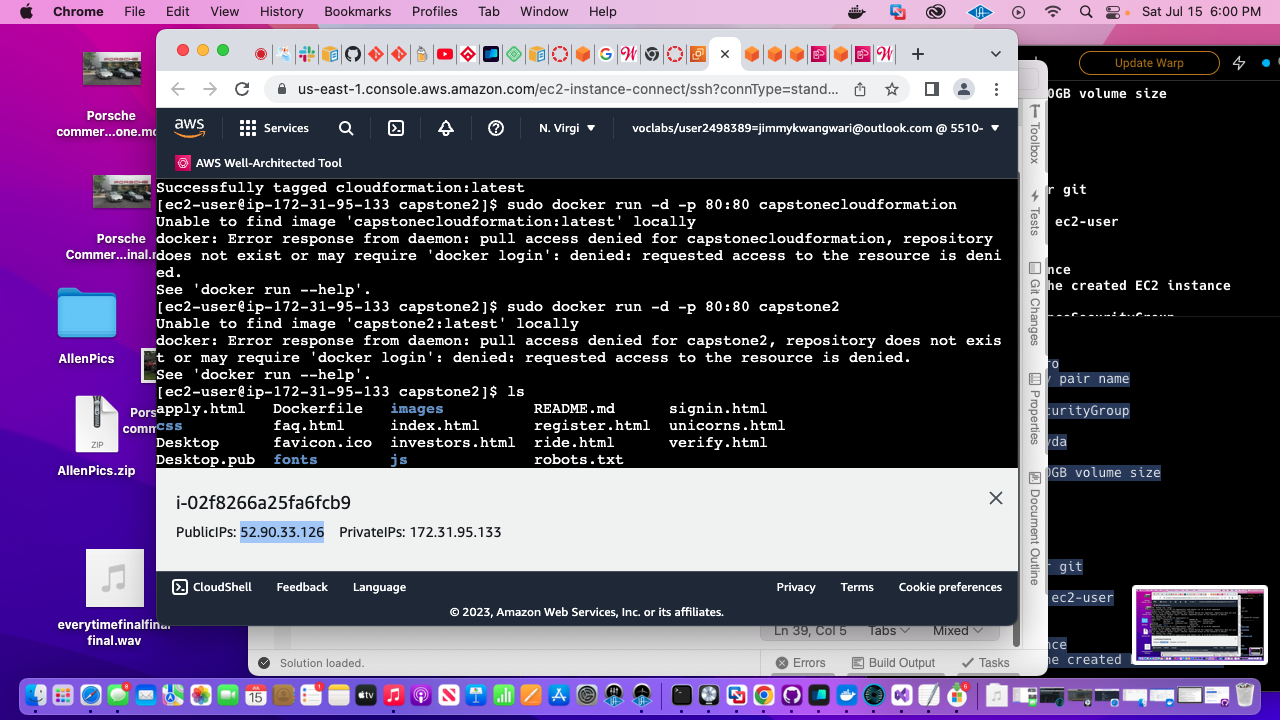 Chrome File Edit View History Bookmarks Profiles Tab Window Help Sat Jul 15 6:00 PM
Update Warp
us-east-1.console.aws.amazon.com/ec2-instance-connect/ssh?connType=stand...
aws Services N. Virgi voclabs/user2498389=jimmykwangwari@outlook.com @ 5510-
AWS Well-Architected Tool
Successfully tagged cloudformation:latest
[ec2-user@ip-172-31-95-133 capstone2]$ sudo docker run -d -p 80:80 capstonecloudformation
Unable to find image 'capstonecloudformation:latest' locally
docker: Error response from daemon: pull access denied for capstonecloudformation, repository
does not exist or may require 'docker login': denied: requested access to the resource is deni
ed.
See 'docker run --help'.
[ec2-user@ip-172-31-95-133 capstone2]$ sudo docker run -d -p 80:80 capstone2
Unable to find image 'capstone2:latest' locally
docker: Error response from daemon: pull access denied for capstone2, repository does not exis
t or may require 'docker login': denied: requested access to the resource is denied.
See 'docker run --help'.
[ec2-user@ip-172-31-95-133 capstone2]$ ls
apply.html Dockerfile images README.md signin.html
css faq.html index.html register.html unicorns.html
Desktop favicon.ico investors.html ride.html verify.html
Desktop.pub fonts js robots.txt
i-02f8266a25fa6fcb9
PublicIPs: 52.90.33.126 PrivateIPs: 172.31.95.133
CloudShell Feedback Language Privacy Terms Cookie preferences
© 2023, Amazon Web Services, Inc. or its affiliates.
Ln 39, Col 5 Tabs Mixed
Solution loaded. Errors Build Output Tasks
Porsche
commer...one.mo
Porsche
Commer...inal.m
AllenPics
Pors
comm
ZIP
AllenPics.zip
everytimefinalfinal
final.wav
Toolbox
Tests
Git Changes
Properties
Document Outline
0GB volume size
r git
ec2-user
nce
he created EC2 instance
ro
y pair name
curityGroup
yda
0GB volume size
r git
ec2-user
nce
he created
JUL
15